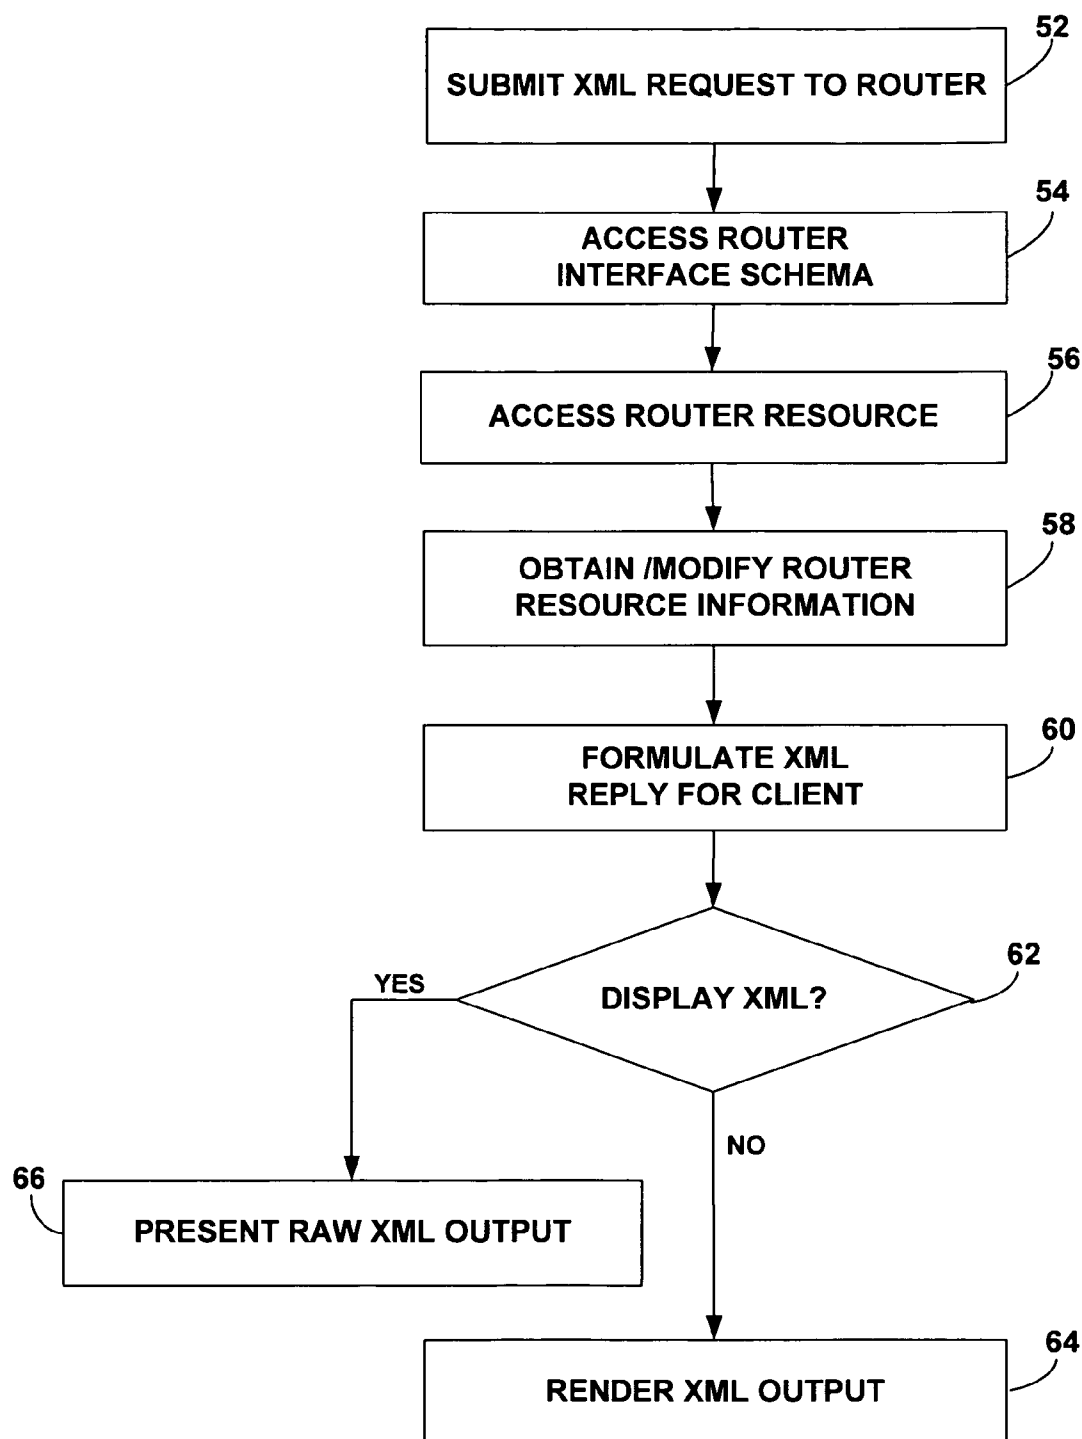 52
SUBMIT XML REQUEST TO ROUTER
54
ACCESS ROUTER
INTERFACE SCHEMA
56
ACCESS ROUTER RESOURCE
58
OBTAIN /MODIFY ROUTER
RESOURCE INFORMATION
60
FORMULATE XML
REPLY FOR CLIENT
62
YES
DISPLAY XML?
NO
66
PRESENT RAW XML OUTPUT
64
RENDER XML OUTPUT